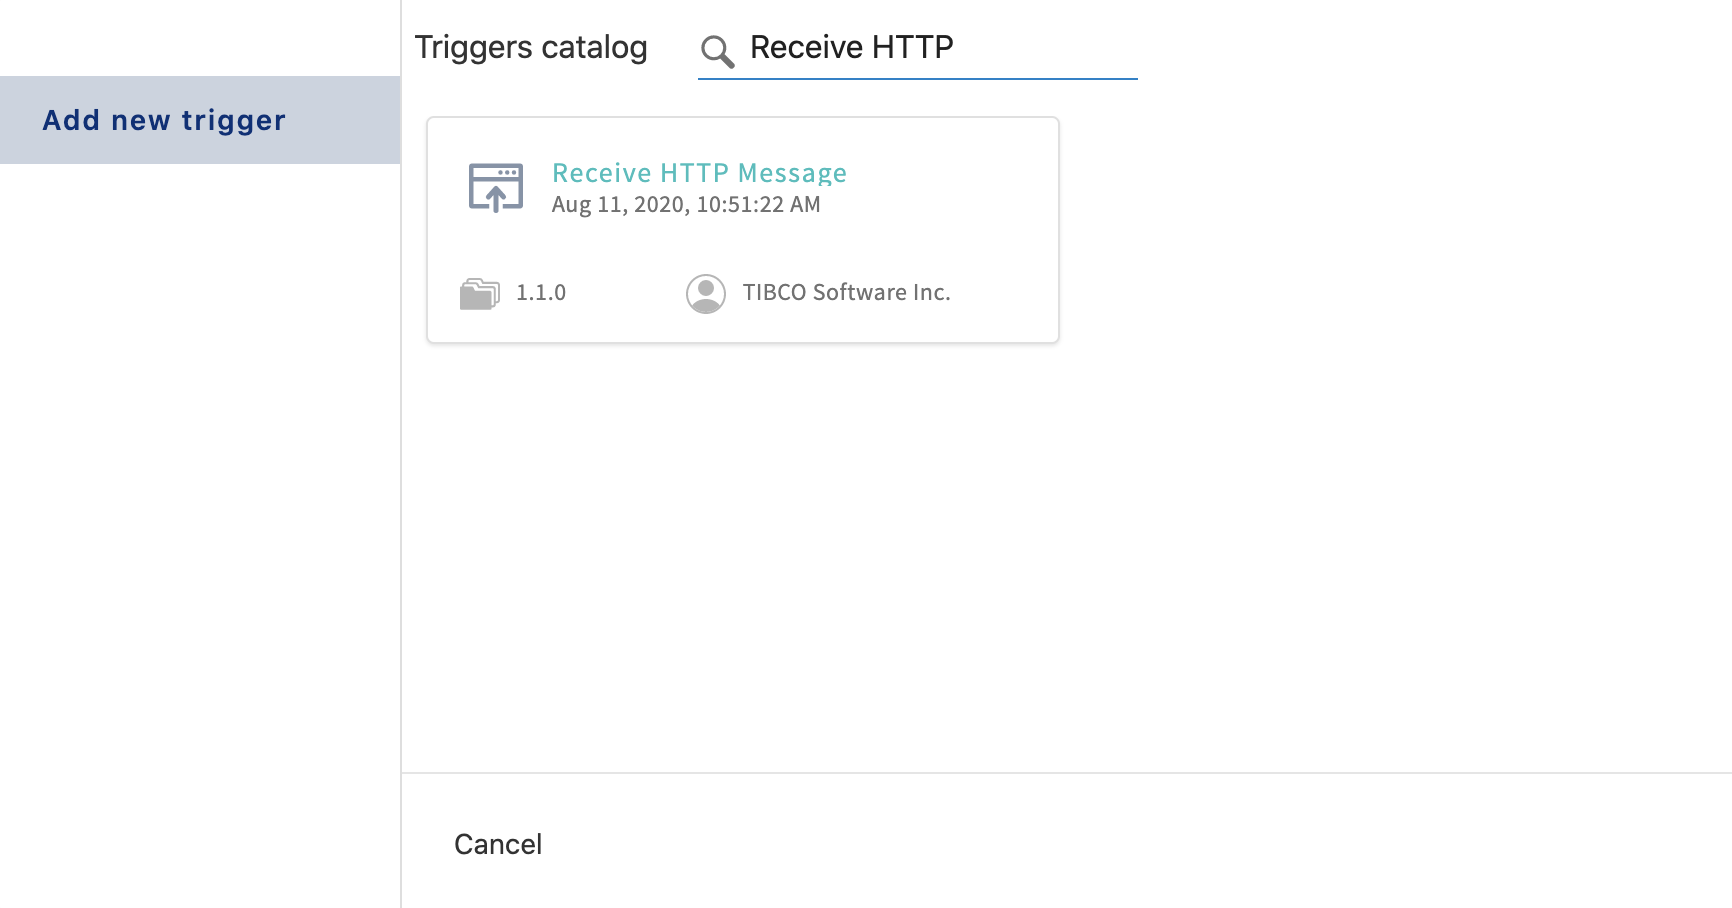 Triggers catalog
Receive HTTP
Add new trigger
Receive HTTP Message
Aug 11, 2020, 10:51:22 AM
1.1.0
TIBCO Software Inc.
Cancel